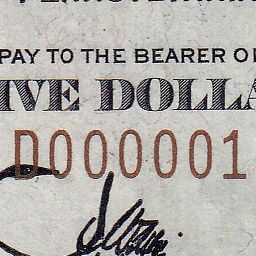 PAY TO THE BEARER O
IVE DOLLA
D000001